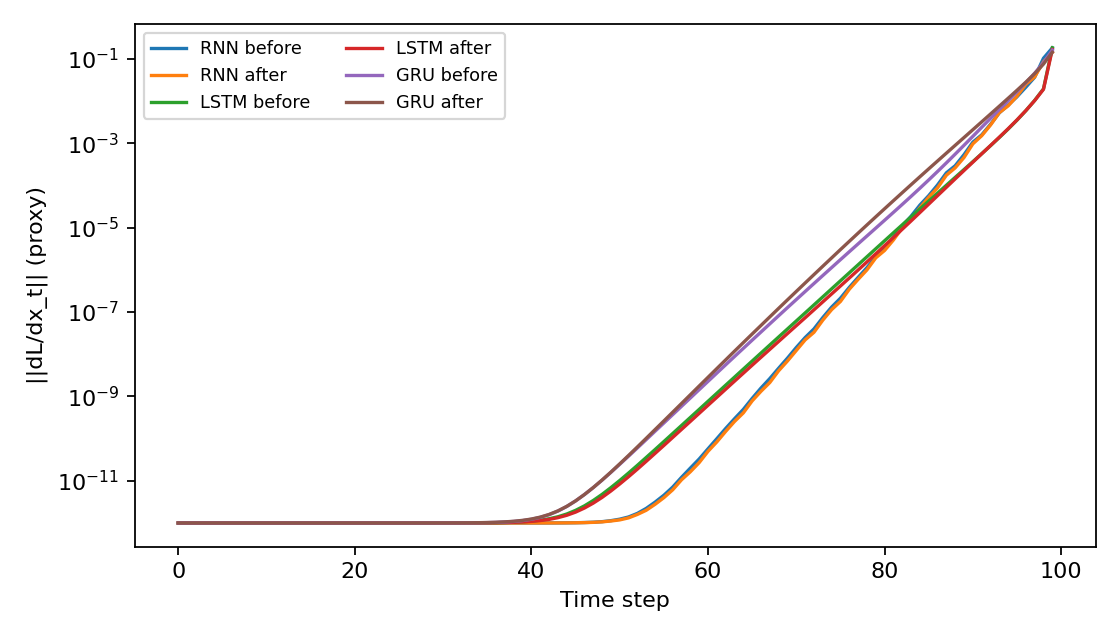 RNN before
RNN after
LSTM before
LSTM after
GRU before
GRU after
10⁻¹
10⁻³
10⁻⁵
10⁻⁷
10⁻⁹
10⁻¹¹
||dL/dx_t|| (proxy)
0 20 40 60 80 100
Time step